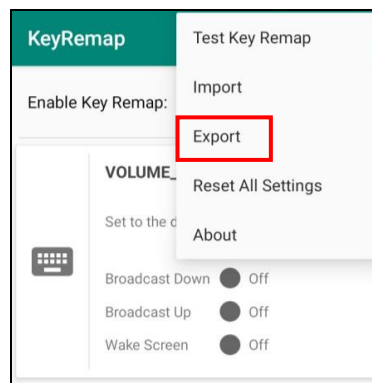 KeyRemap
Test Key Remap
Import
Enable Key Remap:
Export
VOLUME_
Reset All Settings
Set to the d
About
Broadcast Down Off
Broadcast Up Off
Wake Screen Off